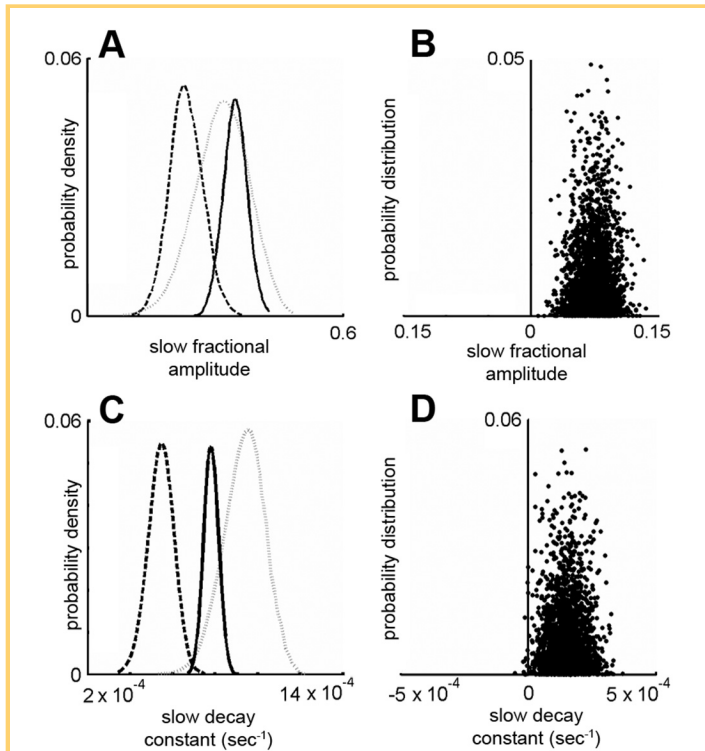 A
B
0.06
0.05
probability density
probability distribution
0
0.6
0.15
0
0.15
slow fractional
amplitude
slow fractional
amplitude
C
D
0.06
0.06
probability density
probability distribution
0
2 x 10⁻⁴
14 x 10⁻⁴
-5 x 10⁻⁴
0
5 x 10⁻⁴
slow decay
constant (sec⁻¹)
slow decay
constant (sec⁻¹)